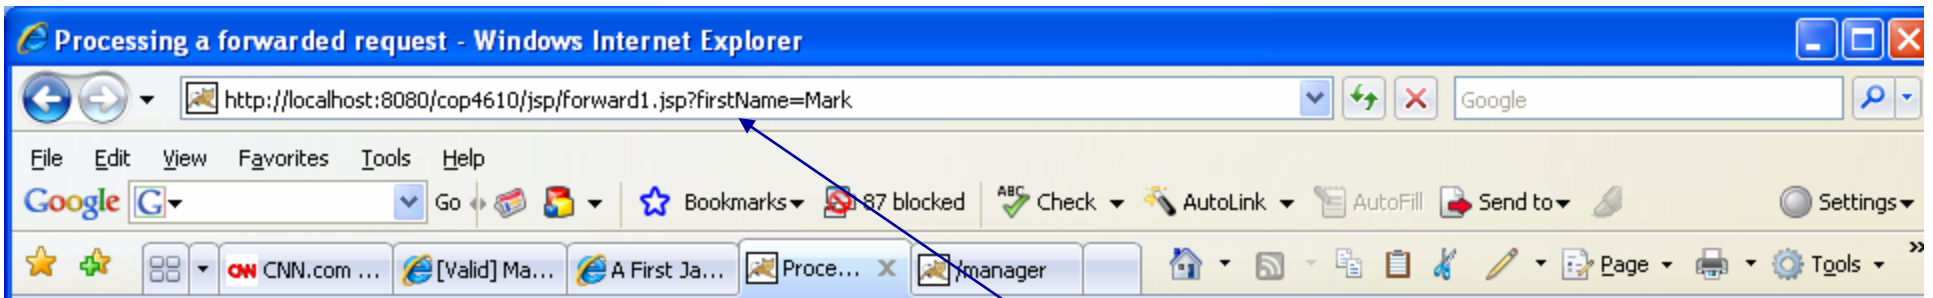 Processing a forwarded request - Windows Internet Explorer
http://localhost:8080/cop4610/jsp/forward1.jsp?firstName=Mark Google
File Edit View Favorites Tools Help
Google G Go Bookmarks 87 blocked ABC Check AutoLink AutoFill Send to Settings
CNN CNN.com ... [Valid] Ma... A First Ja... Proce... /manager Page Tools »